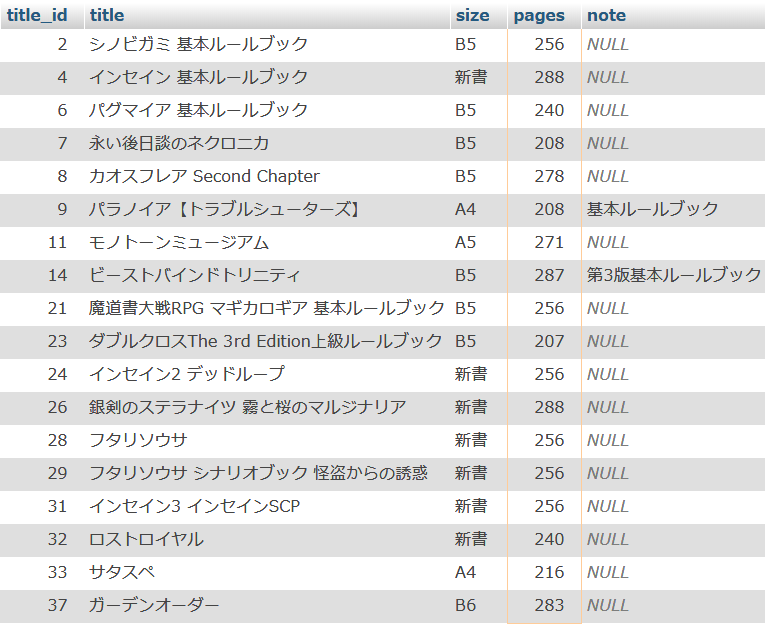 title_id title size pages note
2 シノビガミ 基本ルールブック B5 256 NULL
4 インセイン 基本ルールブック 新書 288 NULL
6 パグマイア 基本ルールブック B5 240 NULL
7 永い後日談のネクロニカ B5 208 NULL
8 カオスフレア Second Chapter B5 278 NULL
9 パラノイア【トラブルシューターズ】 A4 208 基本ルールブック
11 モノトーンミュージアム A5 271 NULL
14 ビーストバインドトリニティ B5 287 第3版基本ルールブック
21 魔道書大戦RPG マギカロギア 基本ルールブック B5 256 NULL
23 ダブルクロスThe 3rd Edition上級ルールブック B5 207 NULL
24 インセイン2 デッドループ 新書 256 NULL
26 銀剣のステラナイツ 霧と桜のマルジナリア 新書 288 NULL
28 フタリソウサ 新書 256 NULL
29 フタリソウサ シナリオブック 怪盗からの誘惑 新書 256 NULL
31 インセイン3 インセインSCP 新書 256 NULL
32 ロストロイヤル 新書 240 NULL
33 サタスペ A4 216 NULL
37 ガーデンオーダー B6 283 NULL